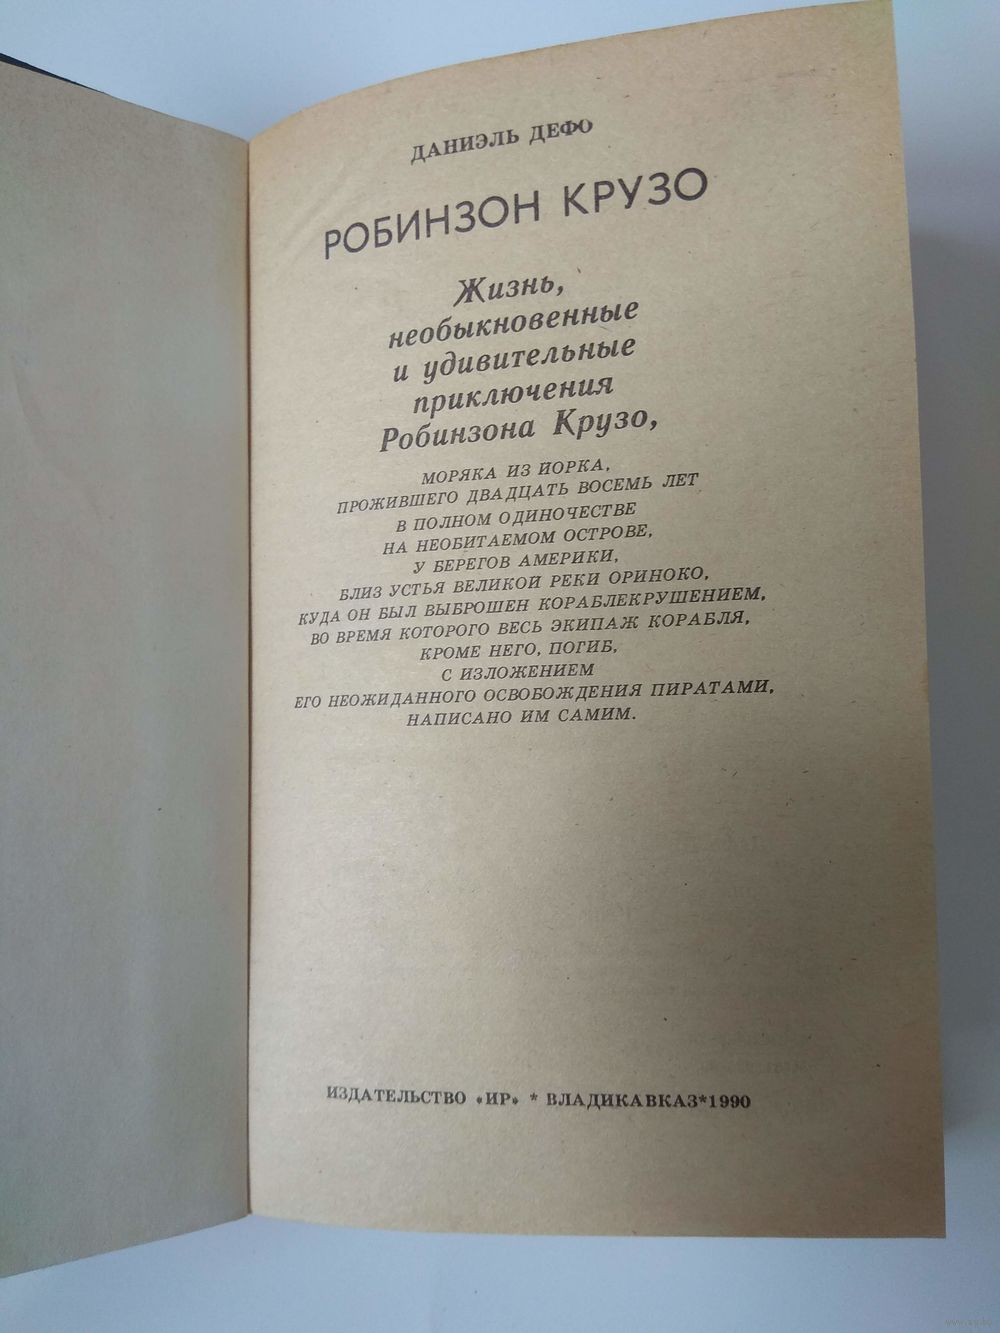 ДАНИЭЛЬ ДЕФО
РОБИНЗОН КРУЗО
Жизнь,
необыкновенные
и удивительные
приключения
Робинзона Крузо,
МОРЯКА ИЗ ЙОРКА,
ПРОЖИВШЕГО ДВАДЦАТЬ ВОСЕМЬ ЛЕТ
В ПОЛНОМ ОДИНОЧЕСТВЕ
НА НЕОБИТАЕМОМ ОСТРОВЕ,
У БЕРЕГОВ АМЕРИКИ,
БЛИЗ УСТЬЯ ВЕЛИКОЙ РЕКИ ОРИНОКО,
КУДА ОН БЫЛ ВЫБРОШЕН КОРАБЛЕКРУШЕНИЕМ,
ВО ВРЕМЯ КОТОРОГО ВЕСЬ ЭКИПАЖ КОРАБЛЯ,
КРОМЕ НЕГО, ПОГИБ,
С ИЗЛОЖЕНИЕМ
ЕГО НЕОЖИДАННОГО ОСВОБОЖДЕНИЯ ПИРАТАМИ,
НАПИСАНО ИМ САМИМ.
ИЗДАТЕЛЬСТВО «ИР» * ВЛАДИКАВКАЗ*1990